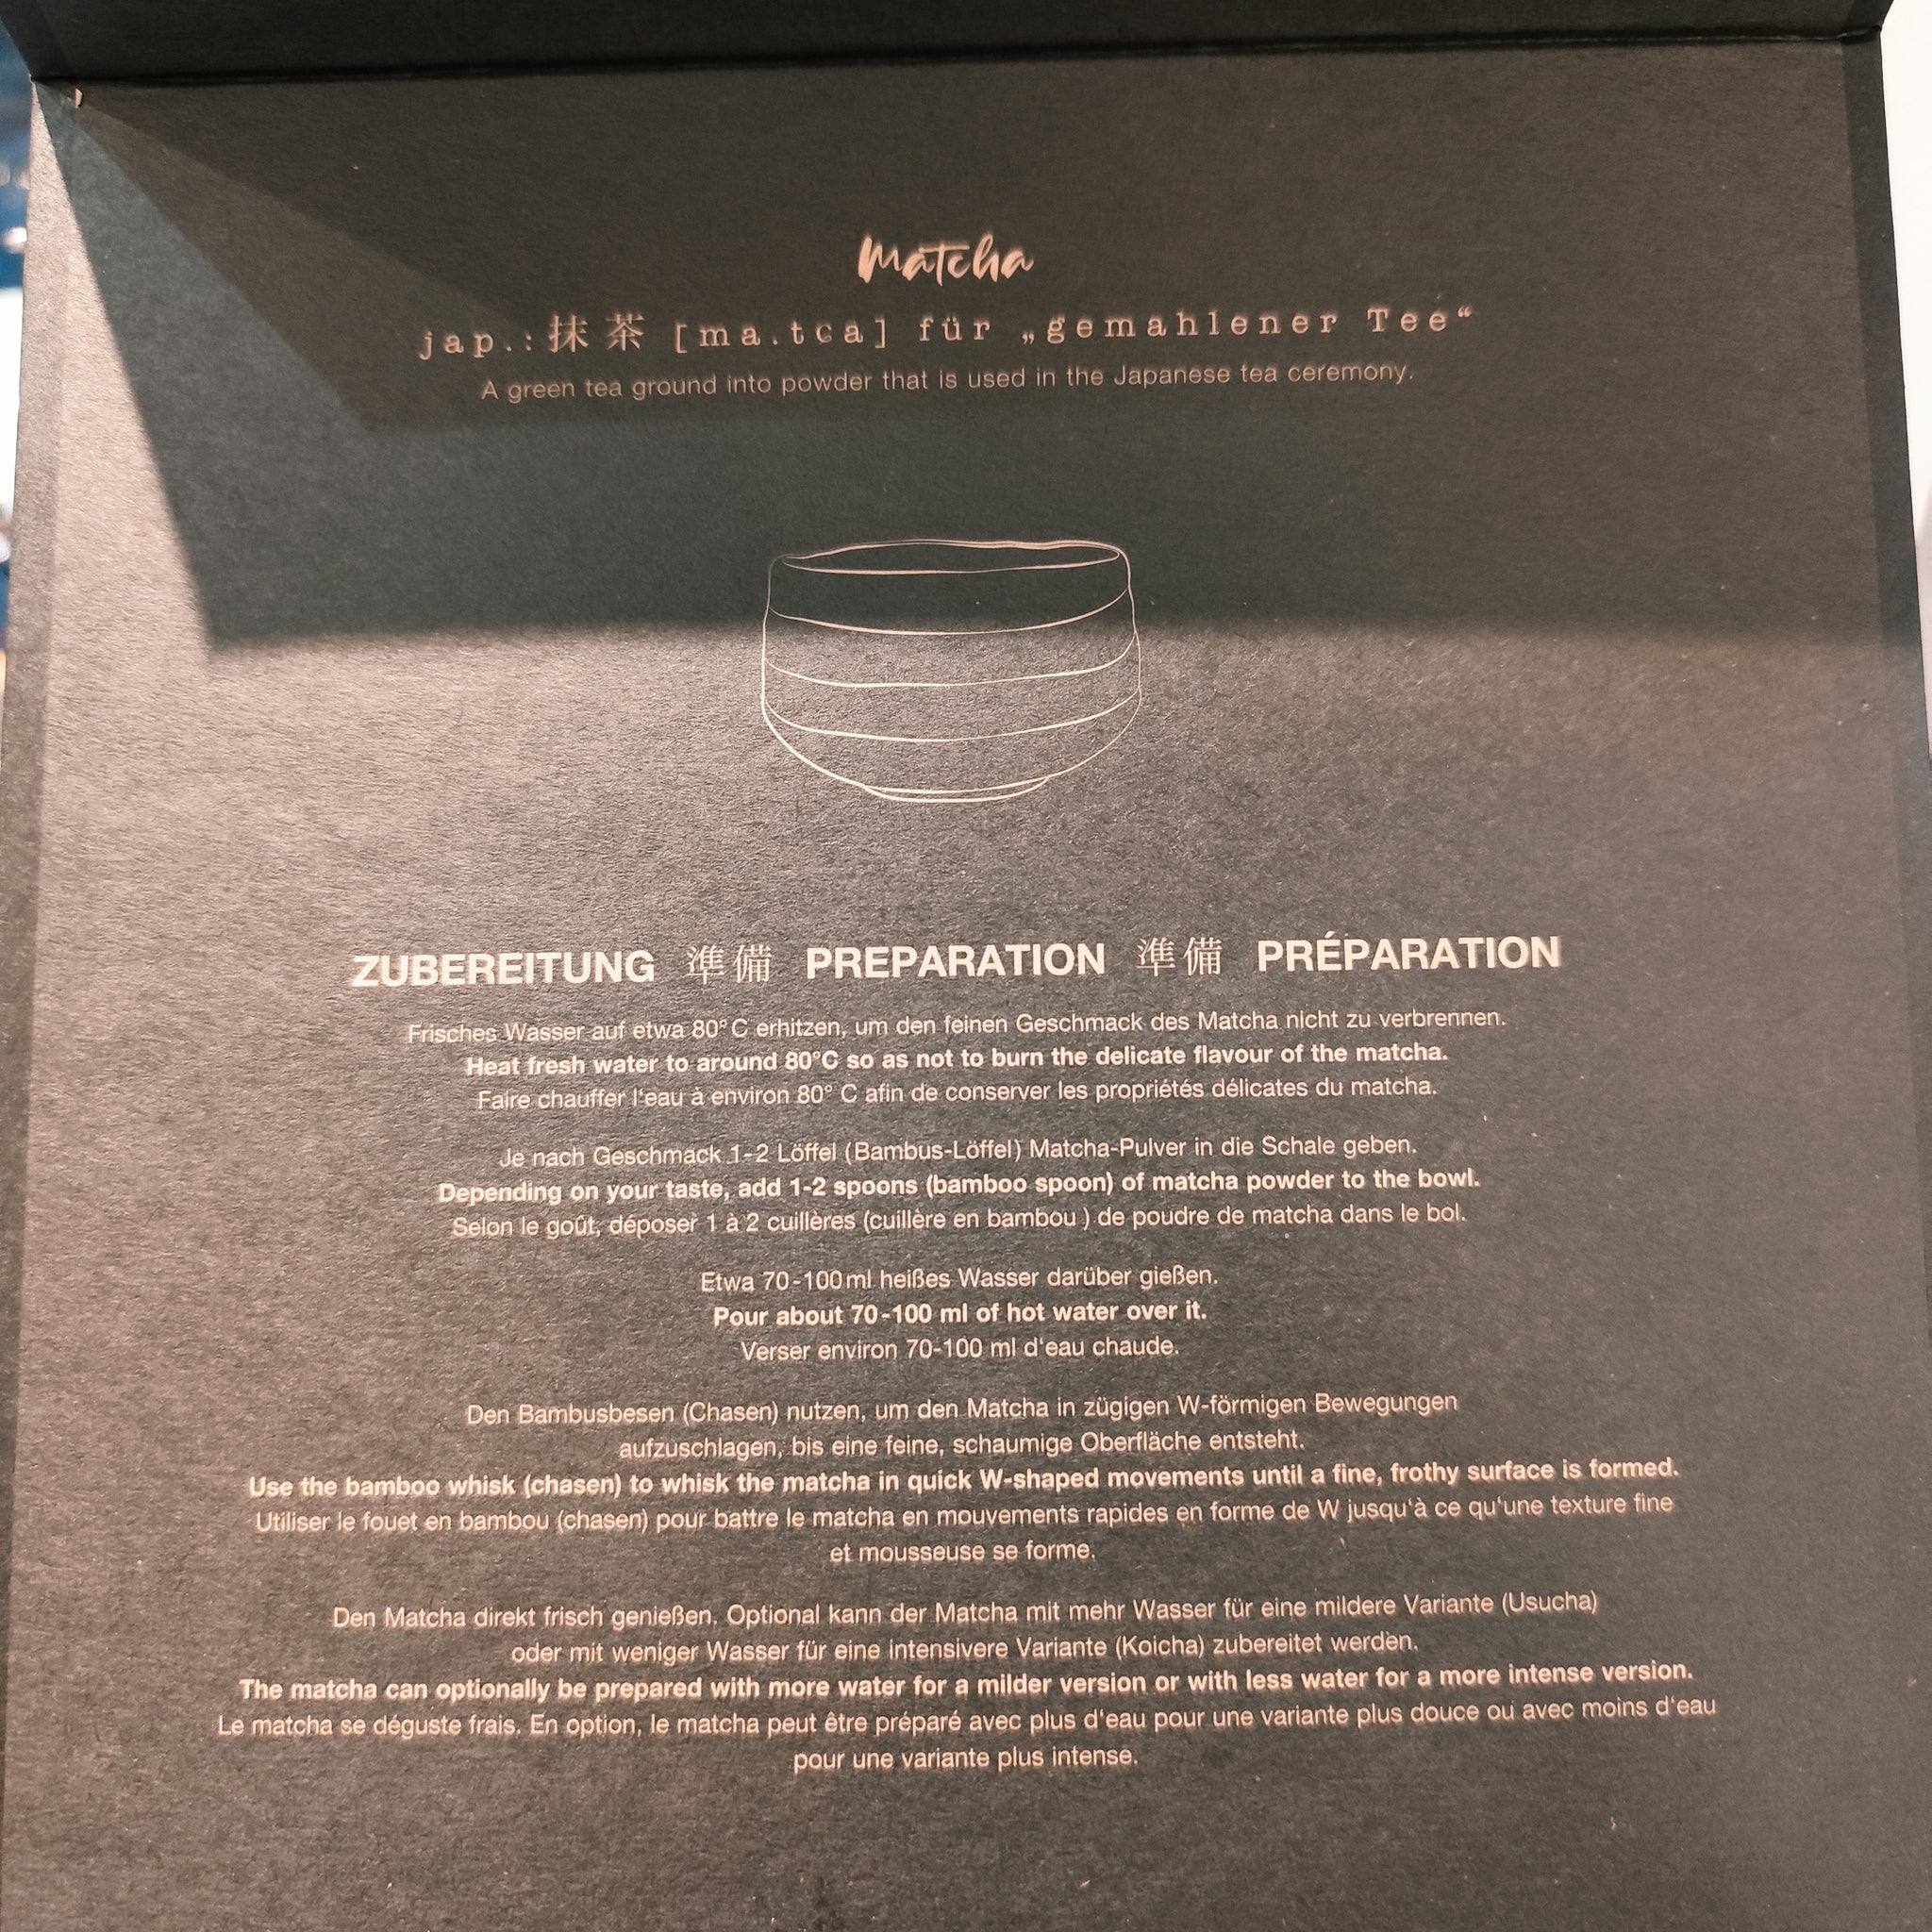 Matcha
jap.: 抹茶 [ma.tca] für „gemahlener Tee“
A green tea ground into powder that is used in the Japanese tea ceremony.
ZUBEREITUNG 準備 PREPARATION 準備 PRÉPARATION
Frisches Wasser auf etwa 80° C erhitzen, um den feinen Geschmack des Matcha nicht zu verbrennen.
Heat fresh water to around 80°C so as not to burn the delicate flavour of the matcha.
Faire chauffer l‘eau à environ 80° C afin de conserver les propriétés délicates du matcha.
Je nach Geschmack 1-2 Löffel (Bambus-Löffel) Matcha-Pulver in die Schale geben.
Depending on your taste, add 1-2 spoons (bamboo spoon) of matcha powder to the bowl.
Selon le goût, déposer 1 à 2 cuillères (cuillère en bambou ) de poudre de matcha dans le bol.
Etwa 70-100 ml heißes Wasser darüber gießen.
Pour about 70-100 ml of hot water over it.
Verser environ 70-100 ml d‘eau chaude.
Den Bambusbesen (Chasen) nutzen, um den Matcha in zügigen W-förmigen Bewegungen
aufzuschlagen, bis eine feine, schaumige Oberfläche entsteht.
Use the bamboo whisk (chasen) to whisk the matcha in quick W-shaped movements until a fine, frothy surface is formed.
Utiliser le fouet en bambou (chasen) pour battre le matcha en mouvements rapides en forme de W jusqu‘à ce qu‘une texture fine
et mousseuse se forme.
Den Matcha direkt frisch genießen. Optional kann der Matcha mit mehr Wasser für eine mildere Variante (Usucha)
oder mit weniger Wasser für eine intensivere Variante (Koicha) zubereitet werden.
The matcha can optionally be prepared with more water for a milder version or with less water for a more intense version.
Le matcha se déguste frais. En option, le matcha peut être préparé avec plus d‘eau pour une variante plus douce ou avec moins d‘eau
pour une variante plus intense.